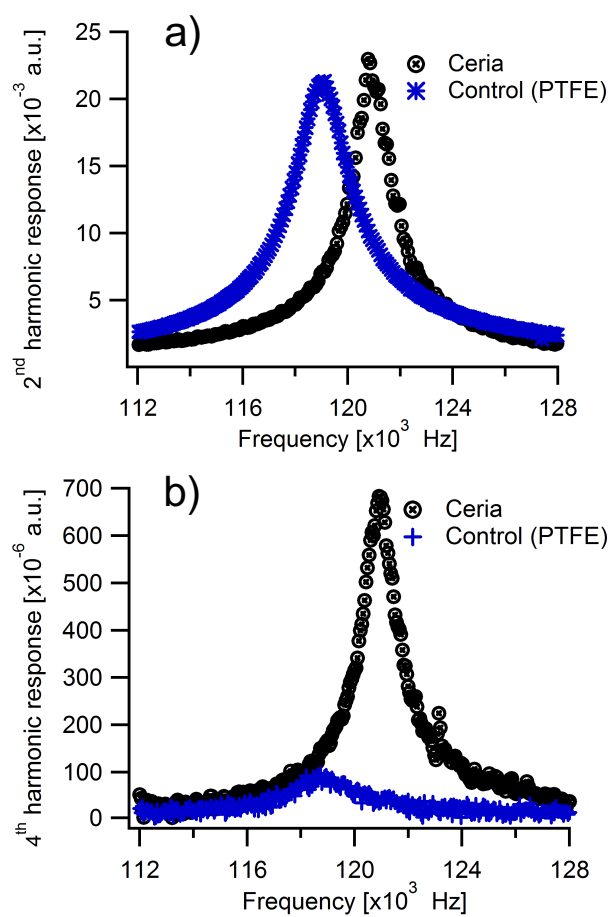 a)
2nd harmonic response [x10-3 a.u.]
25
20
15
10
5
Ceria
Control (PTFE)
112
116
120
124
128
Frequency [x103 Hz]
b)
4th harmonic response [x10-6 a.u.]
700
600
500
400
300
200
100
0
Ceria
Control (PTFE)
112
116
120
124
128
Frequency [x103 Hz]